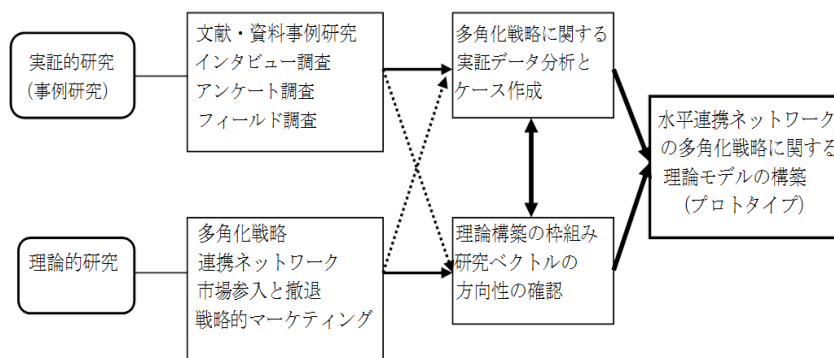 実証的研究
(事例研究)
文献・資料事例研究
インタビュー調査
アンケート調査
フィールド調査
多角化戦略に関する
実証データ分析と
ケース作成
水平連携ネットワーク
の多角化戦略に関する
理論モデルの構築
(プロトタイプ)
理論的研究
多角化戦略
連携ネットワーク
市場参入と撤退
戦略的マーケティング
理論構築の枠組み
研究ベクトルの
方向性の確認